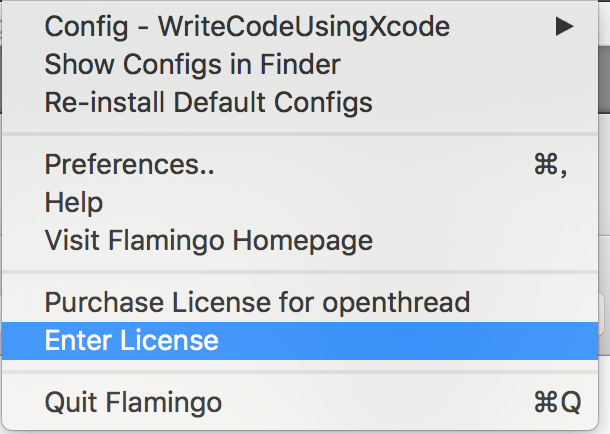 Config - WriteCodeUsingXcode ▶
Show Configs in Finder
Re-install Default Configs
Preferences.. ⌘,
Help
Visit Flamingo Homepage
Purchase License for openthread
Enter License
Quit Flamingo ⌘Q